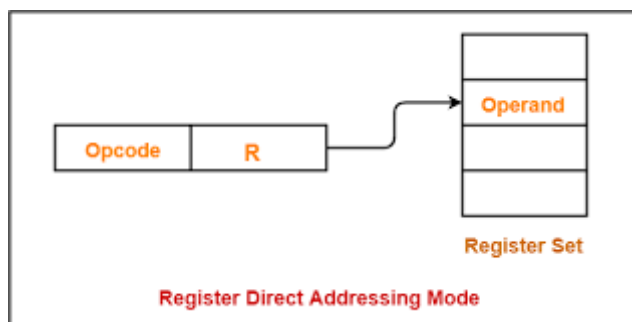 Opcode
R
Operand
Register Set
Register Direct Addressing Mode